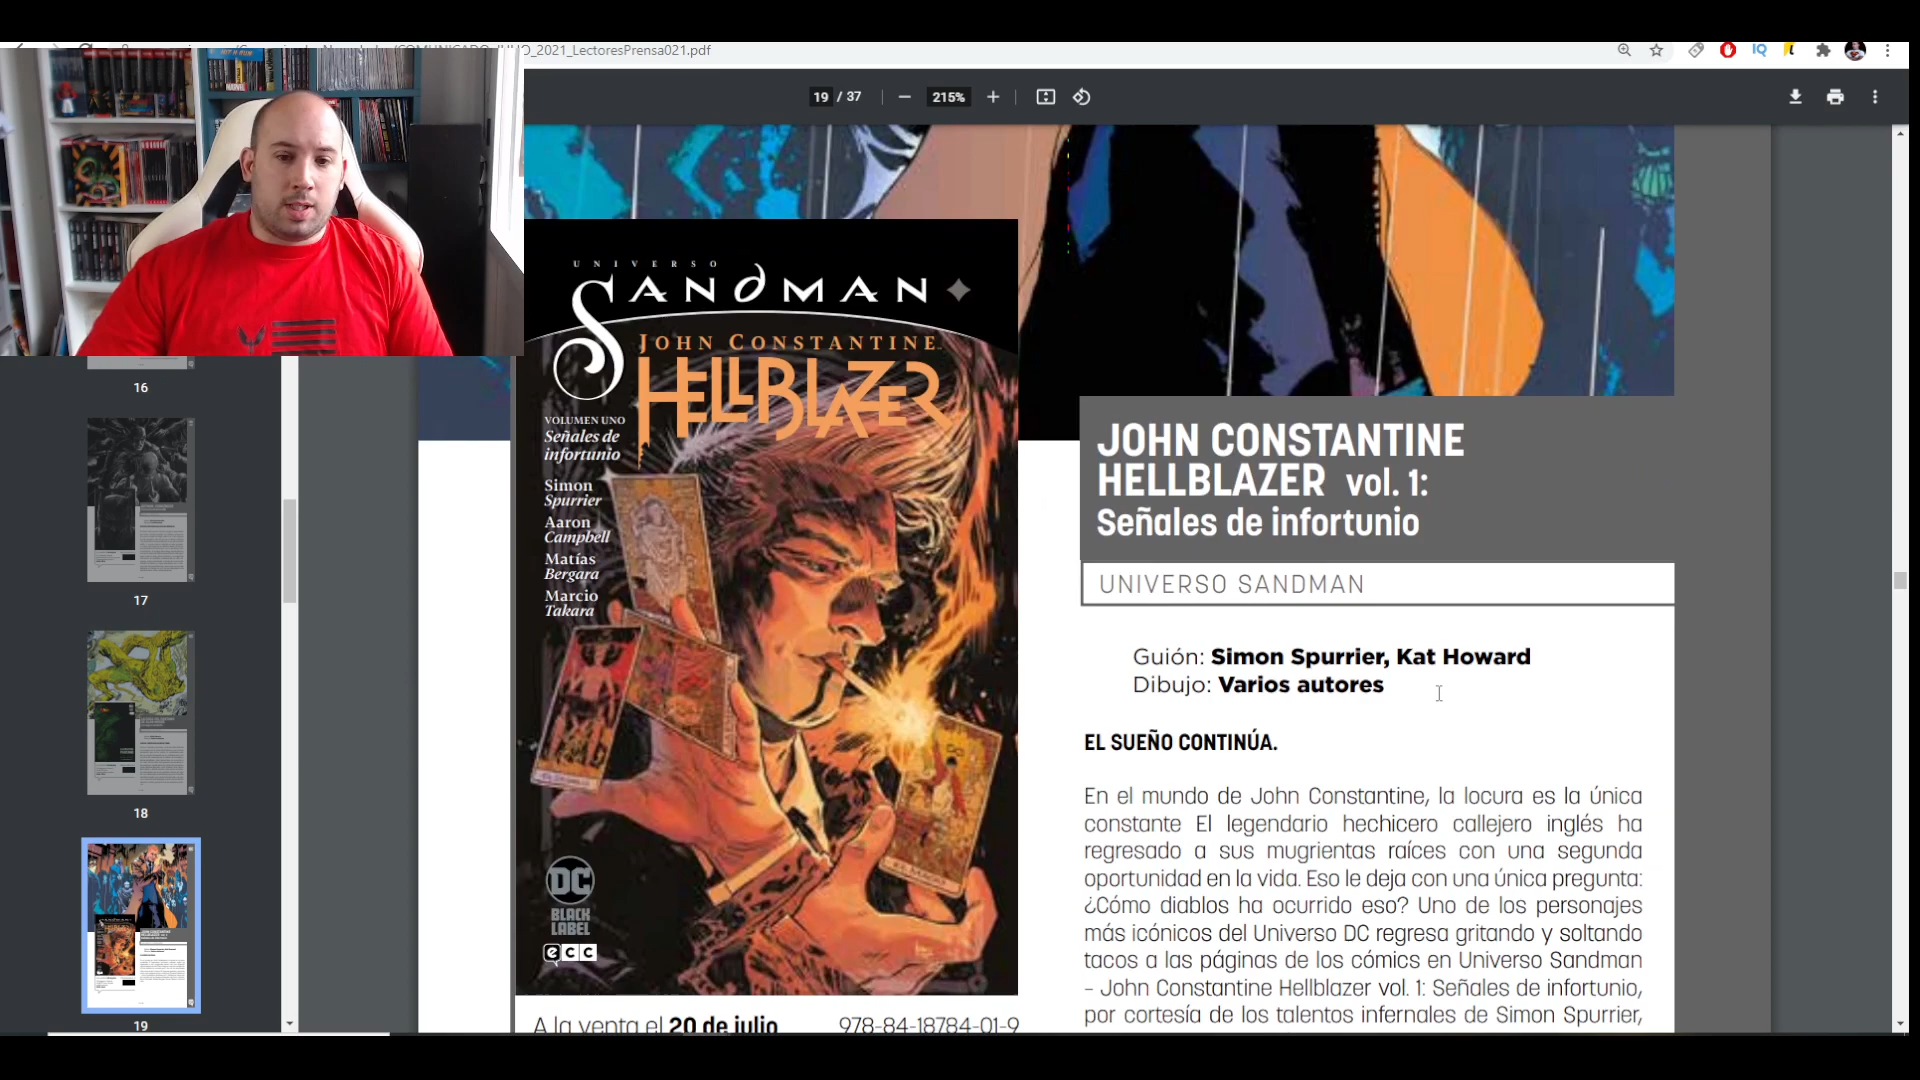 O_2021_LectoresPrensa021.pdf
19 / 37
215%
16
17
18
19
UNIVERSO
SANDMAN
JOHN CONSTANTINE
HELLBLAZER
VOLUMEN UNO
Señales de
infortunio
Simon
Spurrier
Aaron
Campbell
Matías
Bergara
Marcio
Takara
DC
BLACK
LABEL
ecc
A la venta el 20 de julio
978-84-18784-01-9
JOHN CONSTANTINE
HELLBLAZER vol. 1:
Señales de infortunio
UNIVERSO SANDMAN
Guión: Simon Spurrier, Kat Howard
Dibujo: Varios autores
EL SUEÑO CONTINÚA.
En el mundo de John Constantine, la locura es la única
constante El legendario hechicero callejero inglés ha
regresado a sus mugrientas raíces con una segunda
oportunidad en la vida. Eso le deja con una única pregunta:
¿Cómo diablos ha ocurrido eso? Uno de los personajes
más icónicos del Universo DC regresa gritando y soltando
tacos a las páginas de los cómics en Universo Sandman
– John Constantine Hellblazer vol. 1: Señales de infortunio,
por cortesía de los talentos infernales de Simon Spurrier,